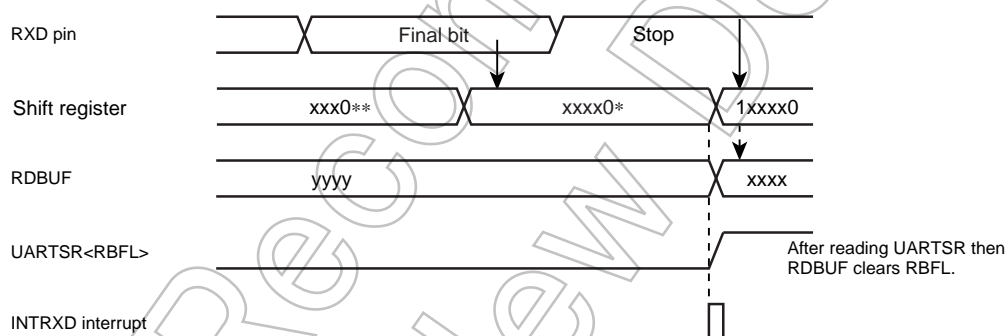 RXD pin
Final bit
Stop
Shift register
xxx0**
xxxx0*
1xxxx0
RDBUF
yyyy
xxxx
UARTSR<RBFL>
After reading UARTSR then
RDBUF clears RBFL.
INTRXD interrupt